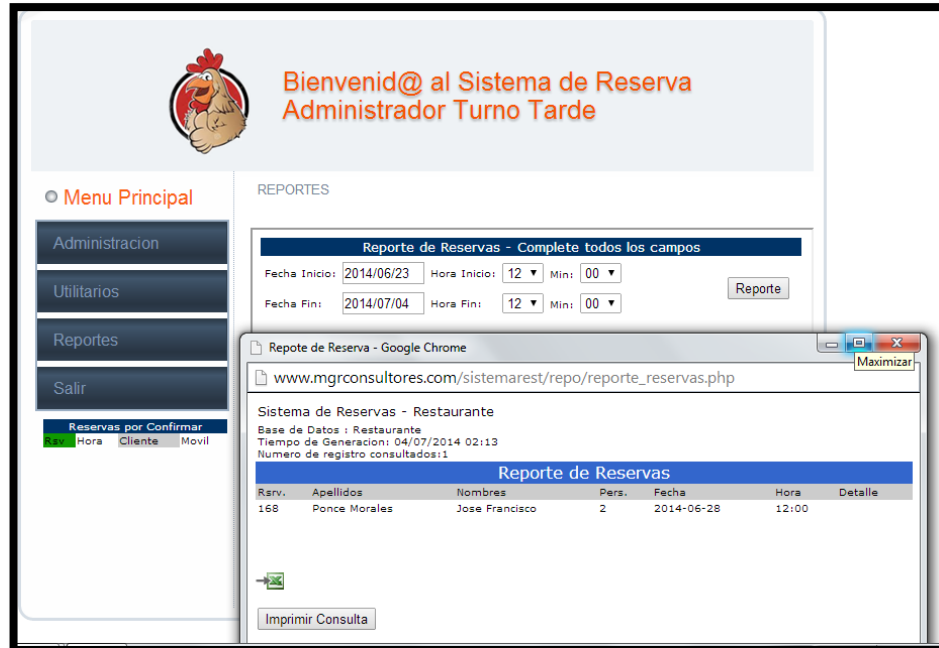 Bienvenid@ al Sistema de Reserva
Administrador Turno Tarde
Menu Principal
Administracion
Utilitarios
Reportes
Salir
Reservas por Confirmar
Rsv Hora Cliente Movil
REPORTES
Reporte de Reservas - Complete todos los campos
Fecha Inicio: 2014/06/23 Hora Inicio: 12 Min: 00
Fecha Fin: 2014/07/04 Hora Fin: 12 Min: 00
Reporte
Repote de Reserva - Google Chrome
Maximizar
www.mgrconsultores.com/sistemarest/repo/reporte_reservas.php
Sistema de Reservas - Restaurante
Base de Datos : Restaurante
Tiempo de Generacion: 04/07/2014 02:13
Numero de registro consultados:1
Reporte de Reservas
Rsrv. Apellidos Nombres Pers. Fecha Hora Detalle
168 Ponce Morales Jose Francisco 2 2014-06-28 12:00
Imprimir Consulta